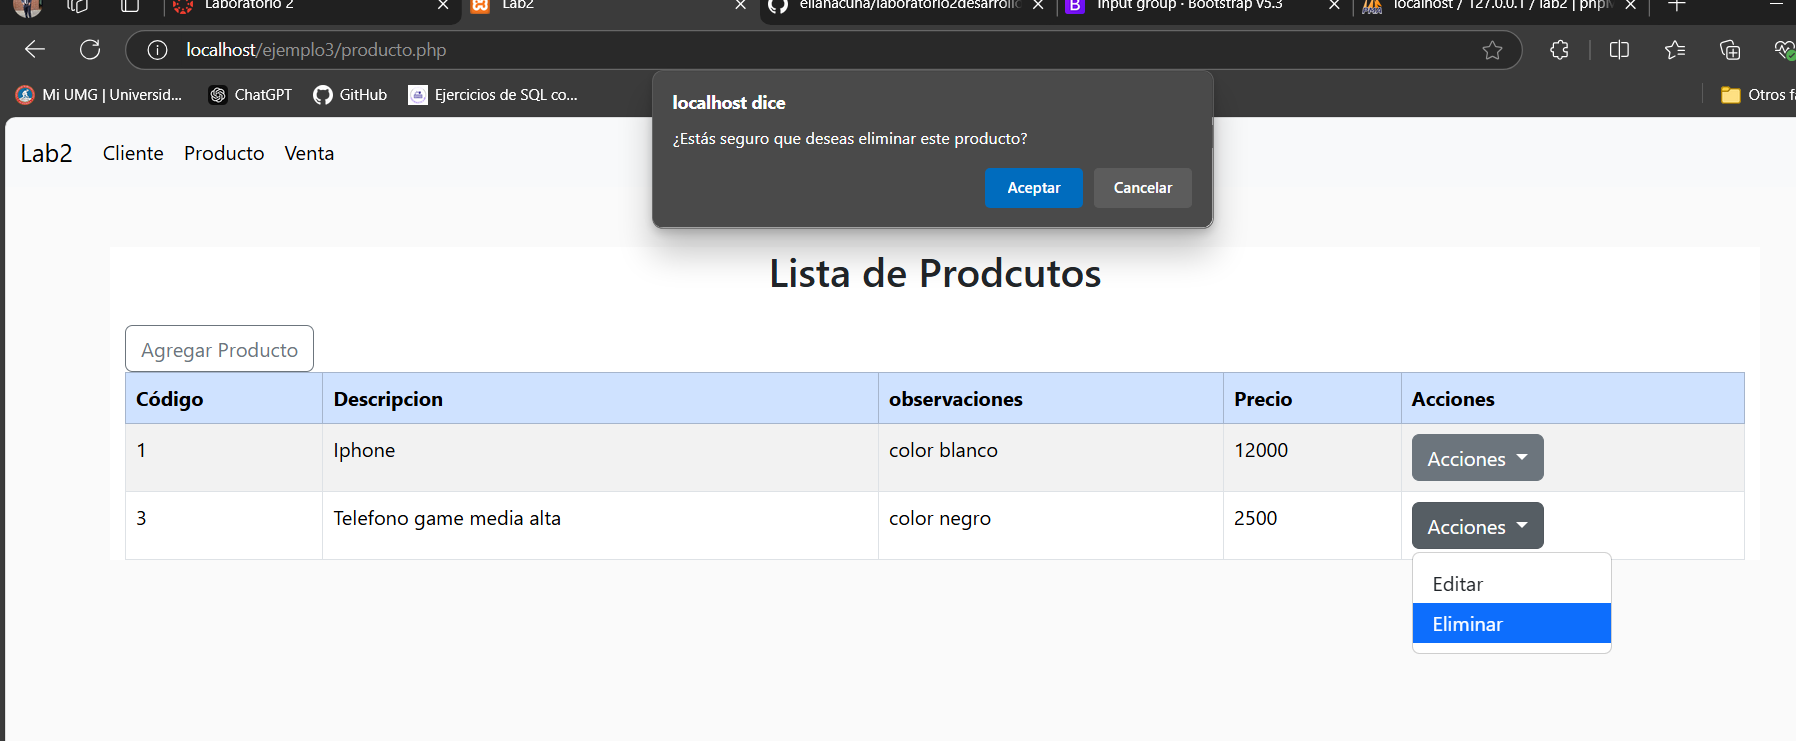 Laboratorio 2
Lab2
elianacuna/laboratorio2desarrollo
Input group · Bootstrap v5.3
localhost / 127.0.0.1 / lab2 | phpM
localhost/ejemplo3/producto.php
Mi UMG | Universid...
ChatGPT
GitHub
Ejercicios de SQL co...
Otros fa
localhost dice
¿Estás seguro que deseas eliminar este producto?
Aceptar
Cancelar
Lab2
Cliente
Producto
Venta
Lista de Prodcutos
Agregar Producto
Código Descripcion observaciones Precio Acciones
1 Iphone color blanco 12000 Acciones
3 Telefono game media alta color negro 2500 Acciones
Editar
Eliminar